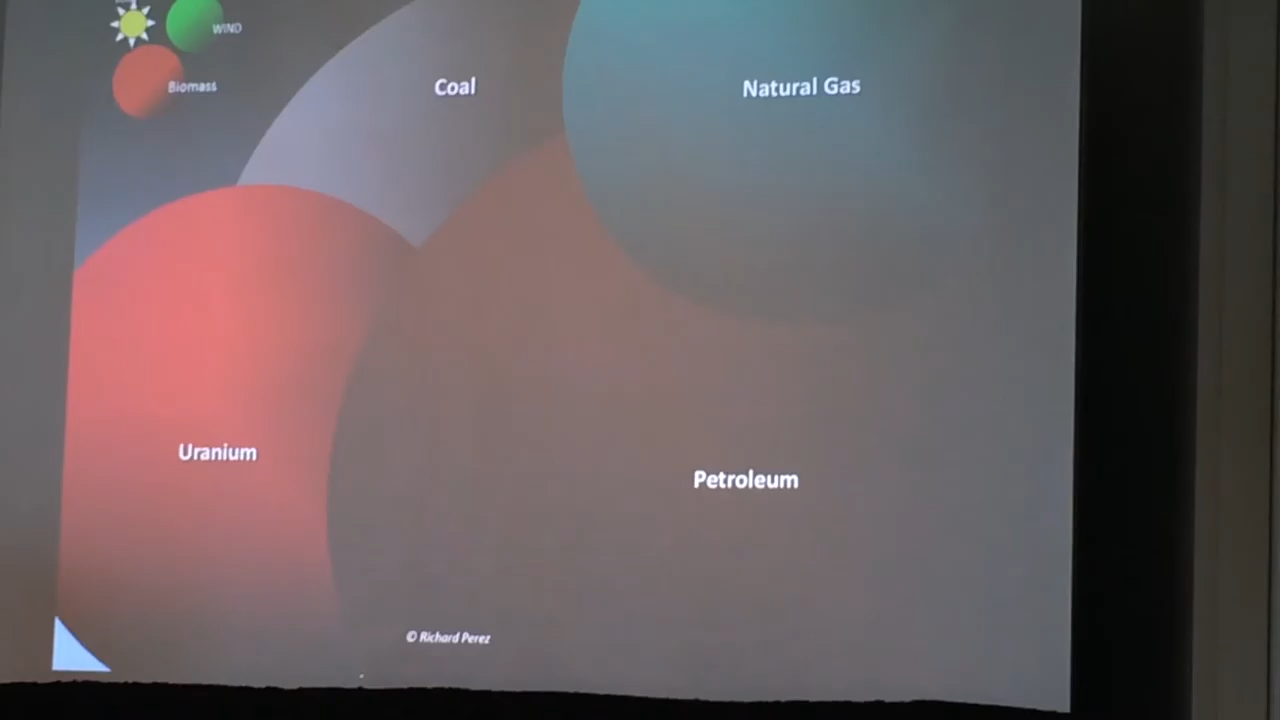 WIND
Biomass
Coal
Natural Gas
Uranium
Petroleum
© Richard Perez